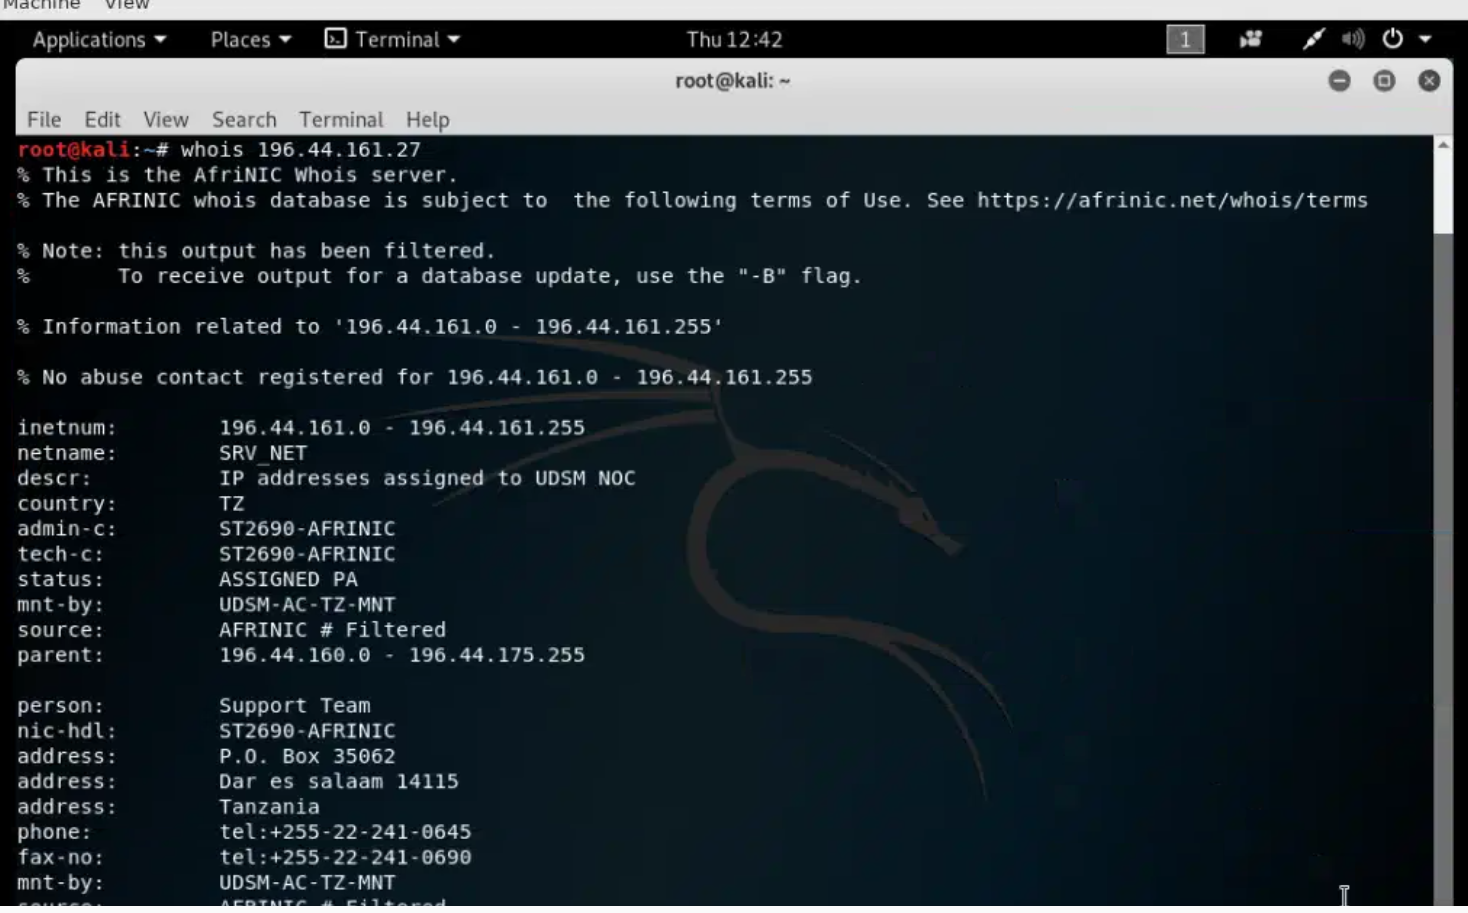 Machine View
Applications Places Terminal Thu 12:42 1
root@kali: ~
File Edit View Search Terminal Help
root@kali:~# whois 196.44.161.27
% This is the AfriNIC Whois server.
% The AFRINIC whois database is subject to  the following terms of Use. See https://afrinic.net/whois/terms
% Note: this output has been filtered.
%       To receive output for a database update, use the "-B" flag.
% Information related to '196.44.161.0 - 196.44.161.255'
% No abuse contact registered for 196.44.161.0 - 196.44.161.255
inetnum:        196.44.161.0 - 196.44.161.255
netname:        SRV_NET
descr:          IP addresses assigned to UDSM NOC
country:        TZ
admin-c:        ST2690-AFRINIC
tech-c:         ST2690-AFRINIC
status:         ASSIGNED PA
mnt-by:         UDSM-AC-TZ-MNT
source:         AFRINIC # Filtered
parent:         196.44.160.0 - 196.44.175.255
person:         Support Team
nic-hdl:        ST2690-AFRINIC
address:        P.O. Box 35062
address:        Dar es salaam 14115
address:        Tanzania
phone:          tel:+255-22-241-0645
fax-no:         tel:+255-22-241-0690
mnt-by:         UDSM-AC-TZ-MNT
source:         AFRINIC # Filtered